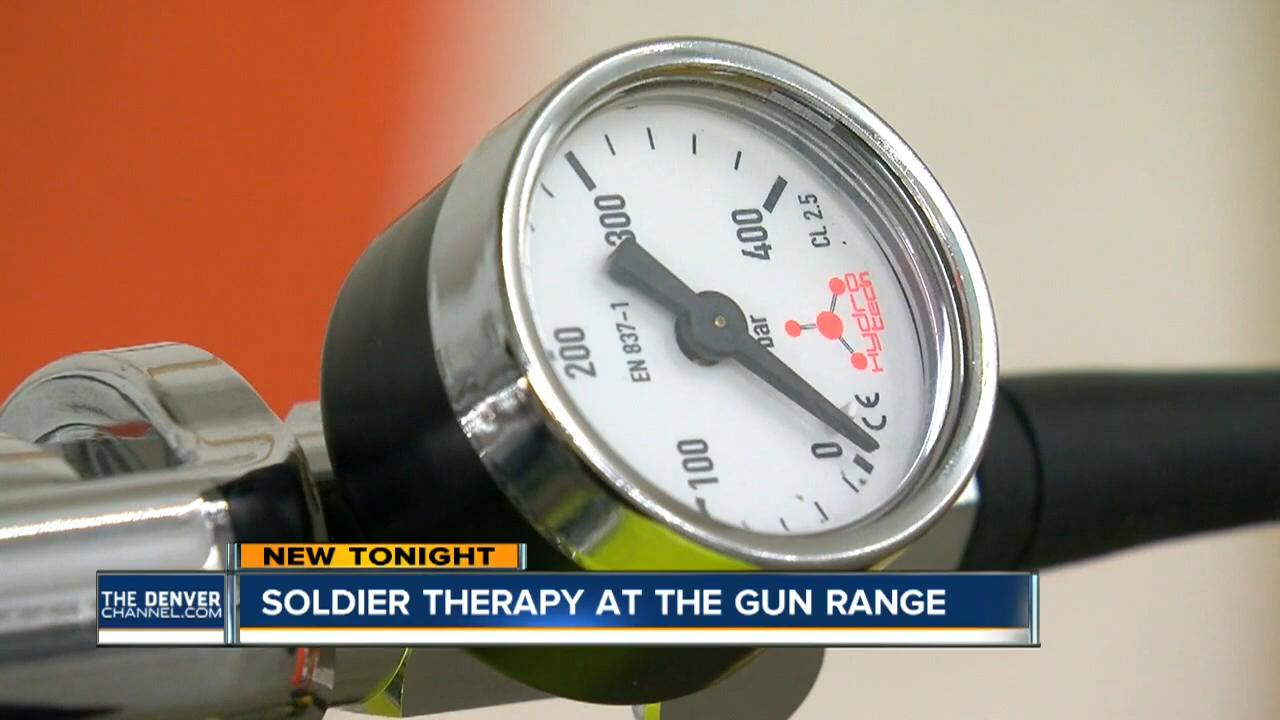 300
400
CL 2.5
Hydro
tech
bar
EN 837-1
200
100
0
CE
NEW TONIGHT
THE DENVER
CHANNEL.COM
SOLDIER THERAPY AT THE GUN RANGE